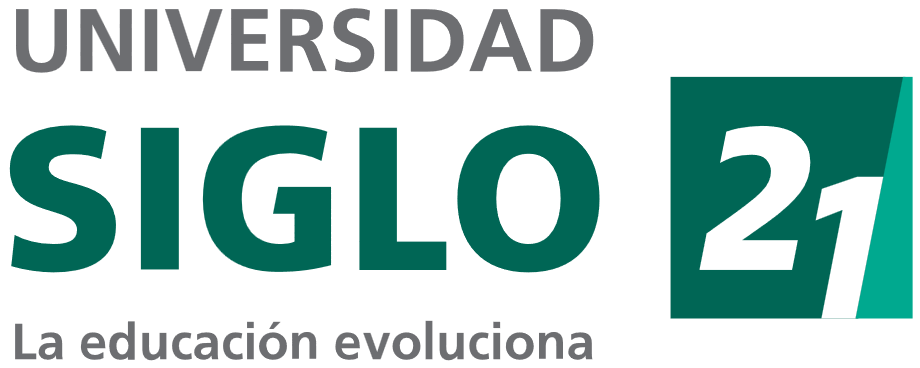 UNIVERSIDAD
SIGLO 21
La educación evoluciona